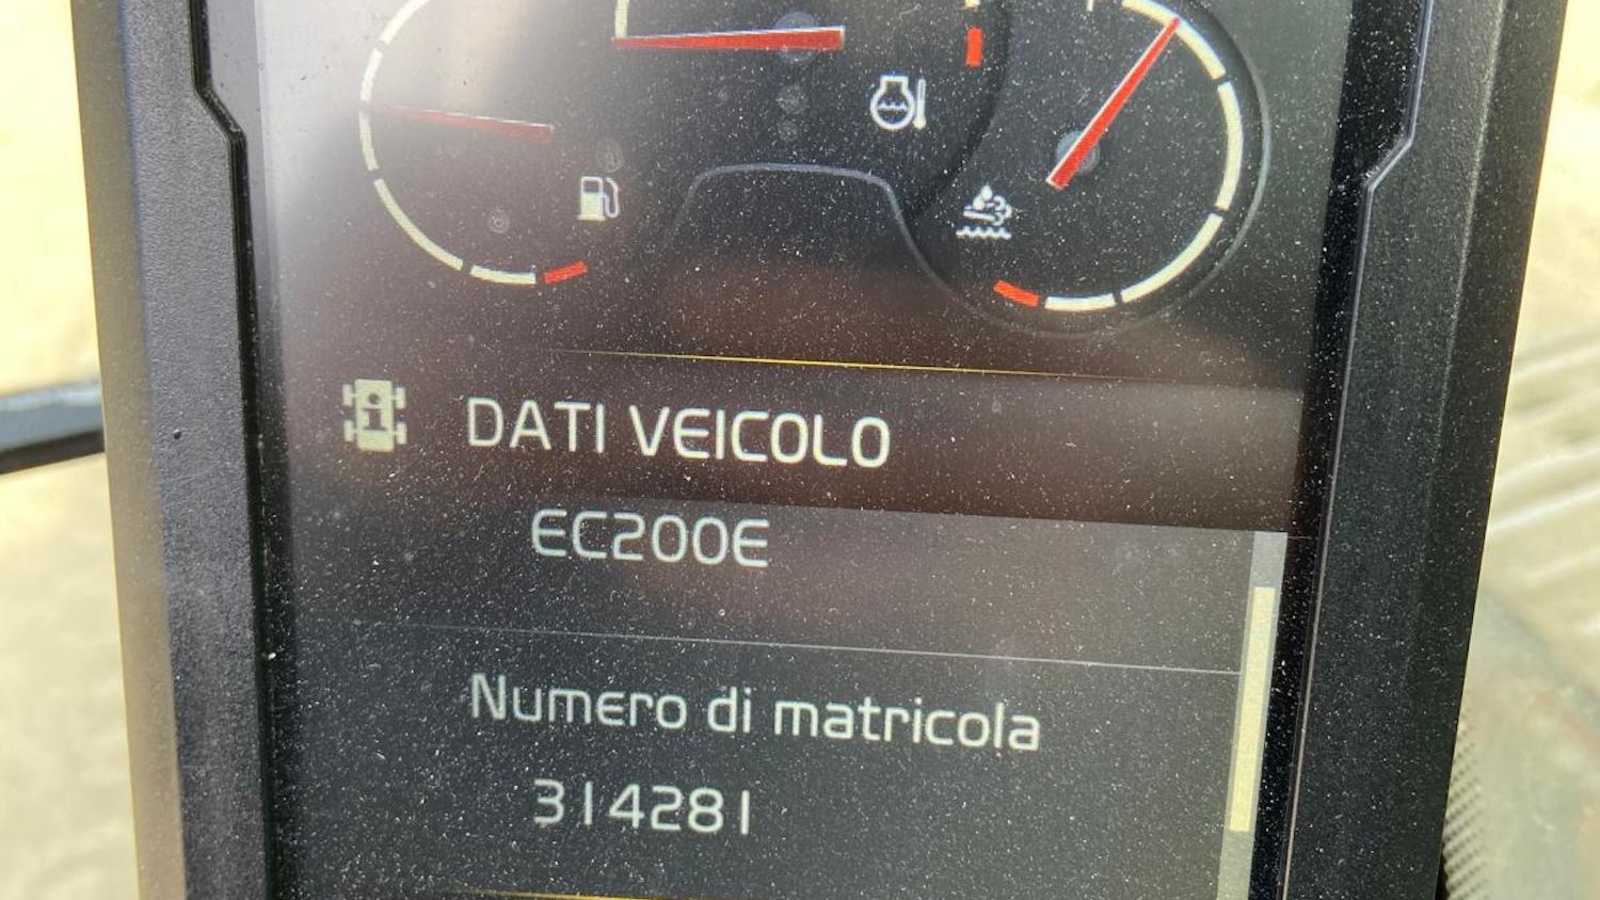 DATI VEICOLO
EC200E
Numero di matricola
314281